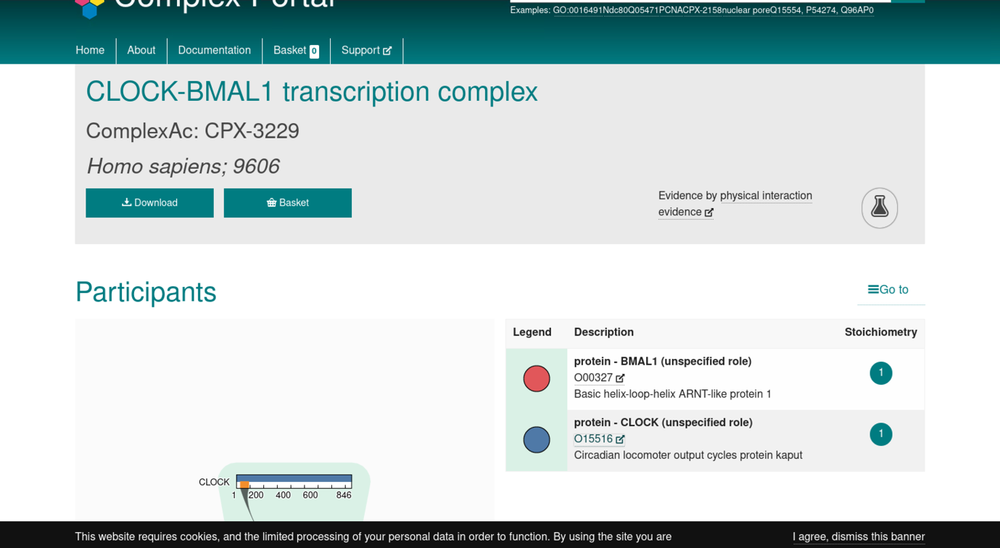 Complex Portal
Examples: GO:0016491Ndc80Q05471PCNACPX-2158nuclear poreQ15554, P54274, Q96AP0
Home
About
Documentation
Basket 0
Support
CLOCK-BMAL1 transcription complex
ComplexAc: CPX-3229
Homo sapiens; 9606
Download
Basket
Evidence by physical interaction
evidence
Participants
Go to
Legend Description Stoichiometry
protein - BMAL1 (unspecified role)
O00327
Basic helix-loop-helix ARNT-like protein 1
1
protein - CLOCK (unspecified role)
O15516
Circadian locomoter output cycles protein kaput
1
CLOCK
1 200 400 600 846
This website requires cookies, and the limited processing of your personal data in order to function. By using the site you are
I agree, dismiss this banner